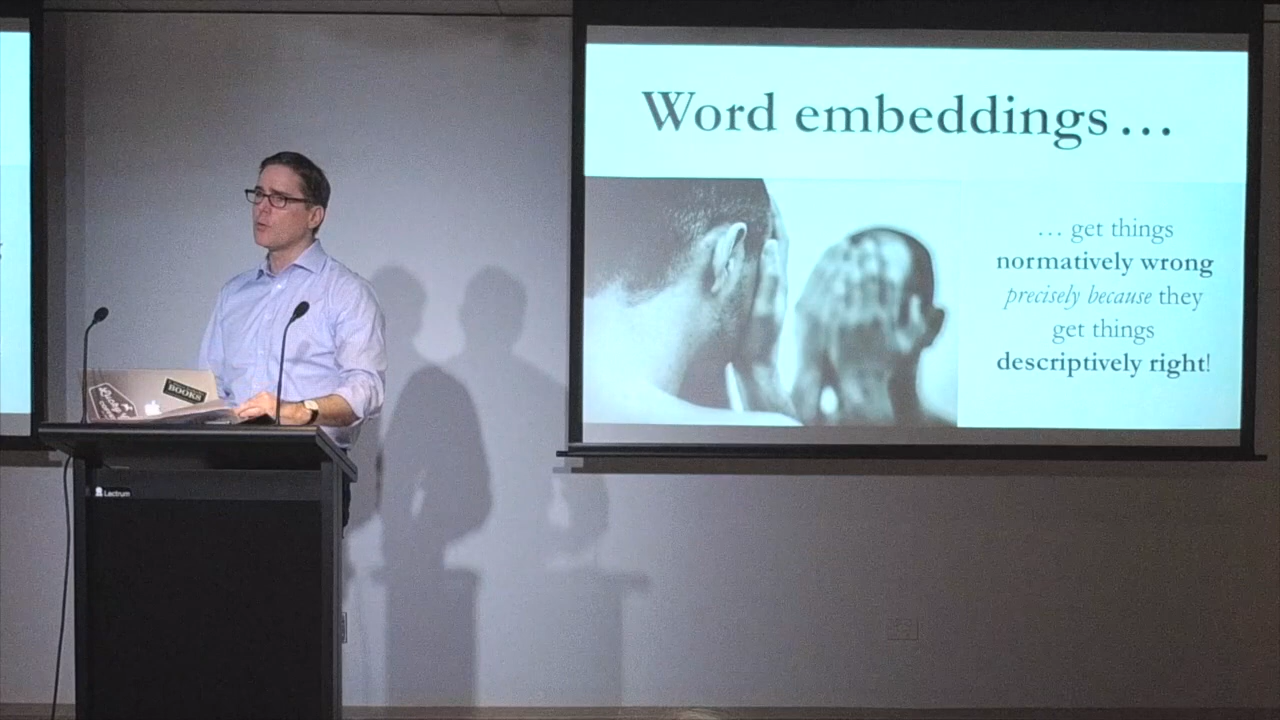 Word embeddings …
… get things
normatively wrong
precisely because they
get things
descriptively right!
BOOKS
Lectrum